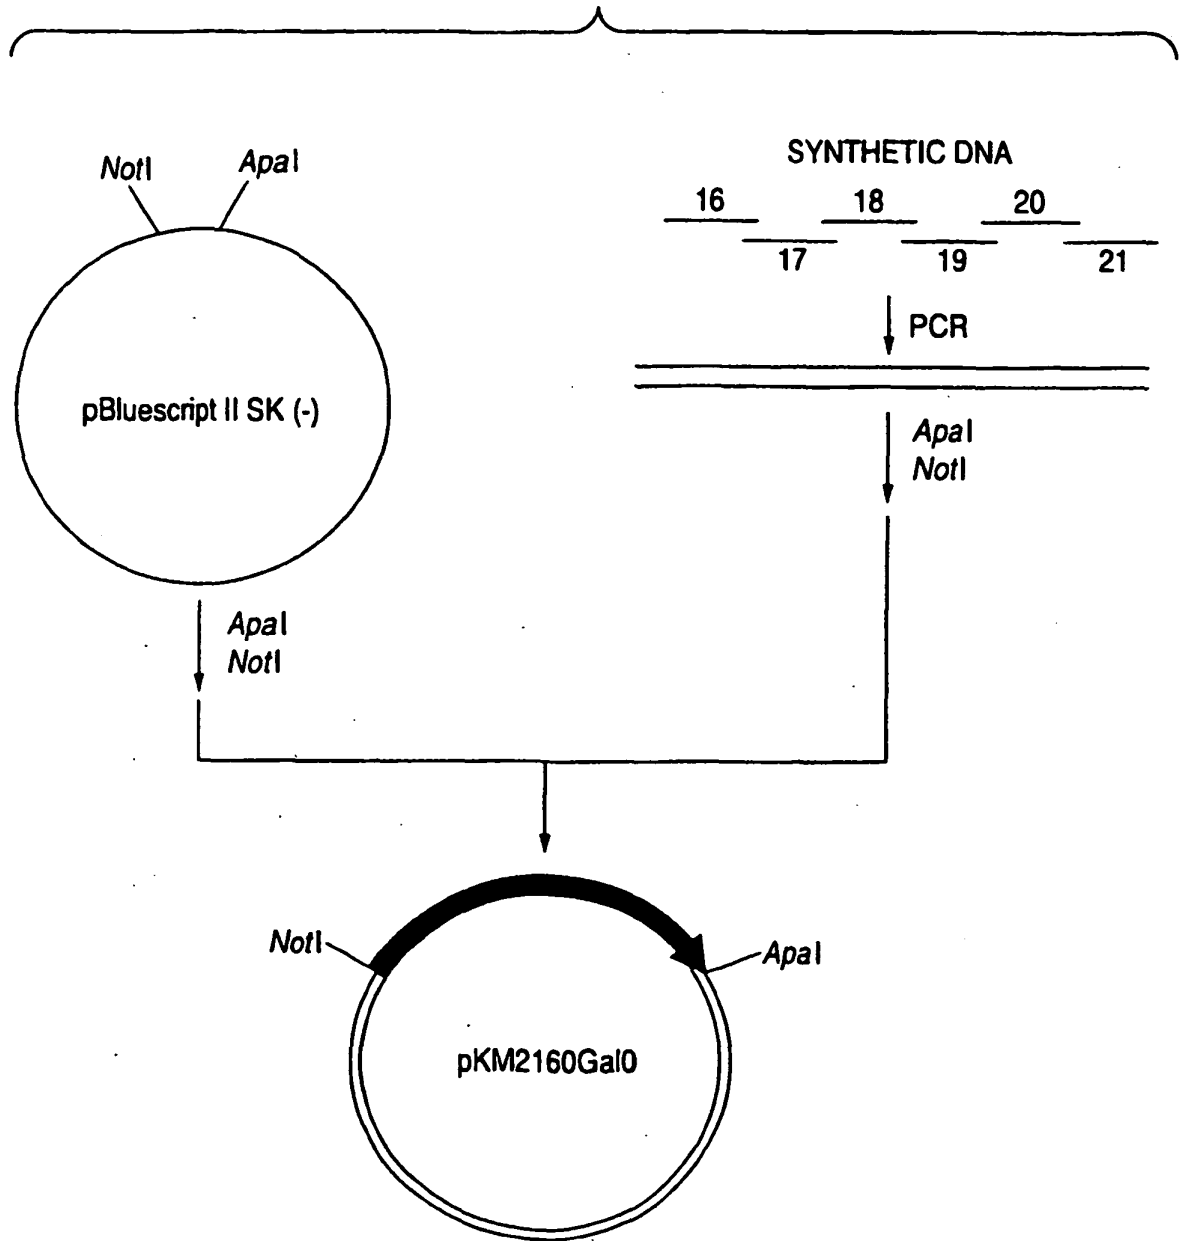 NotI
ApaI
SYNTHETIC DNA
16
18
20
17
19
21
PCR
pBluescript II SK (-)
ApaI
NotI
ApaI
NotI
NotI
ApaI
pKM2160Gal0